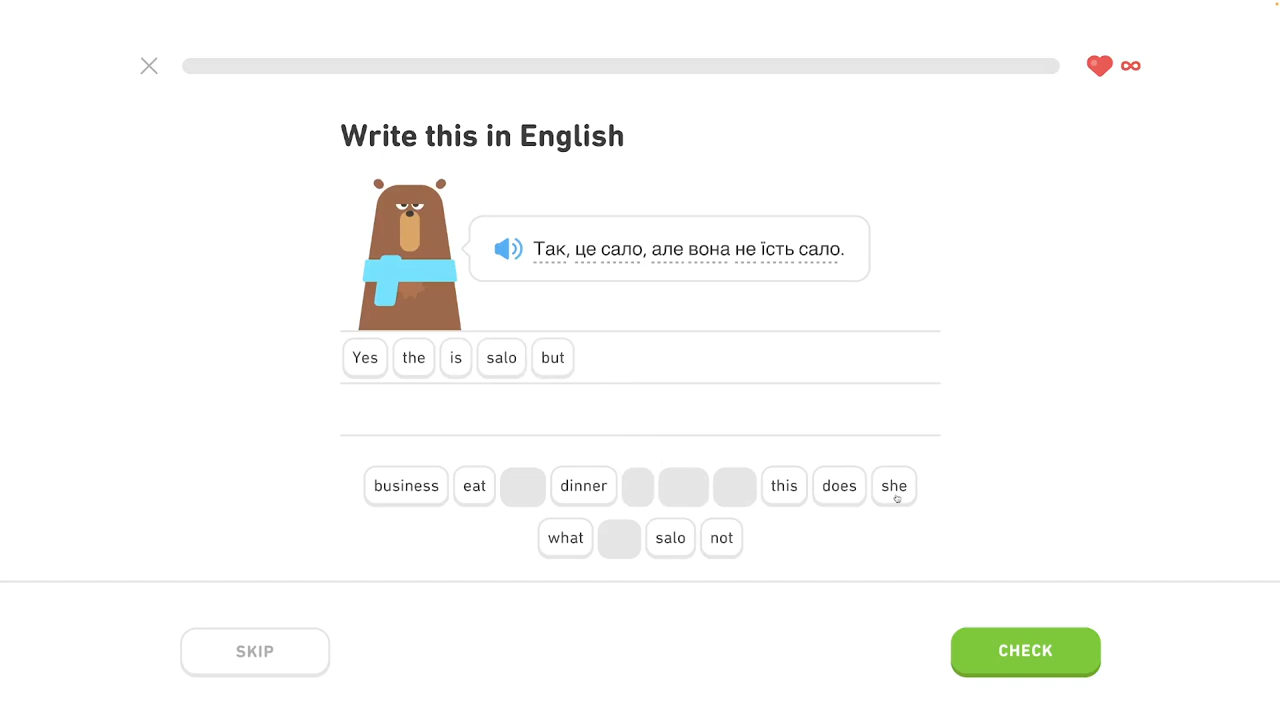 ∞
Write this in English
Так, це сало, але вона не їсть сало.
Yes the is salo but
business eat dinner this does she
what salo not
SKIP CHECK